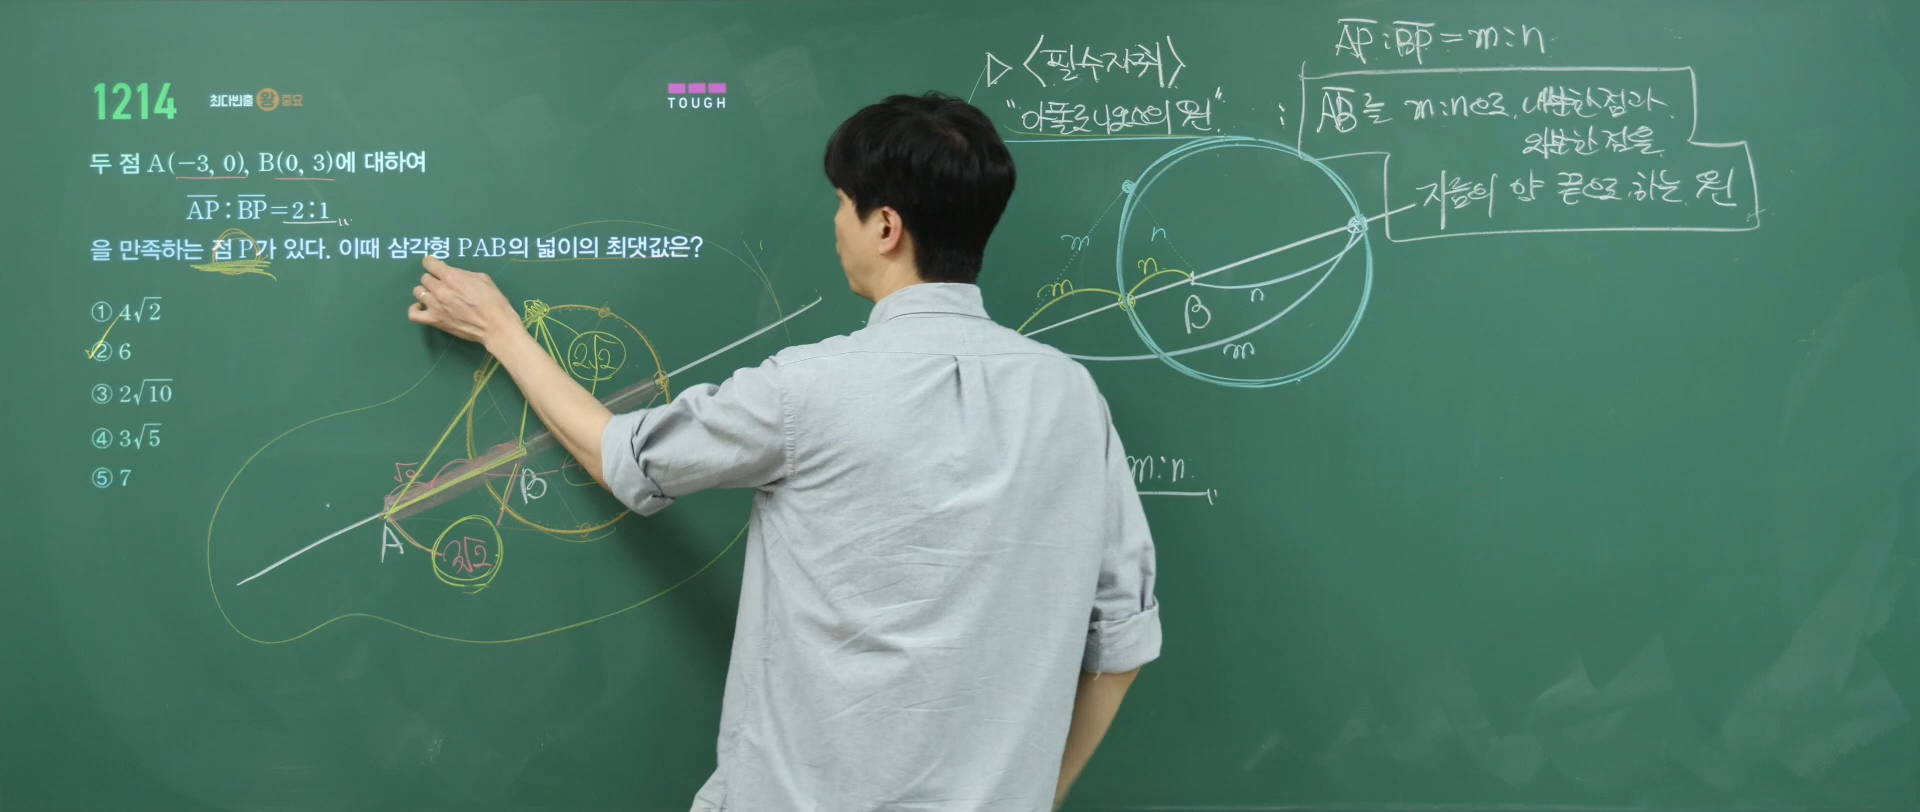 1214 최다빈출 왕 중요
TOUGH
두 점 A(−3, 0), B(0, 3)에 대하여
AP : BP = 2 : 1
을 만족하는 점 P가 있다. 이때 삼각형 PAB의 넓이의 최댓값은?
① 4√2
② 6
③ 2√10
④ 3√5
⑤ 7
2√2
B
A
3√2
▷ <필수자취>
"아폴로니우스의 원" :
AP : BP = m : n
AB를 m:n으로 내분한 점과
외분한 점을
지름의 양 끝으로 하는 원
m
n
m
n
B
n
m
m:n